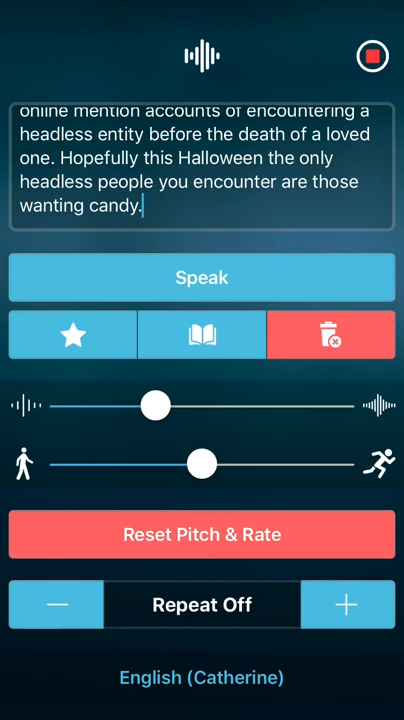 online mention accounts of encountering a
headless entity before the death of a loved
one. Hopefully this Halloween the only
headless people you encounter are those
wanting candy.
Speak
Reset Pitch & Rate
Repeat Off
English (Catherine)